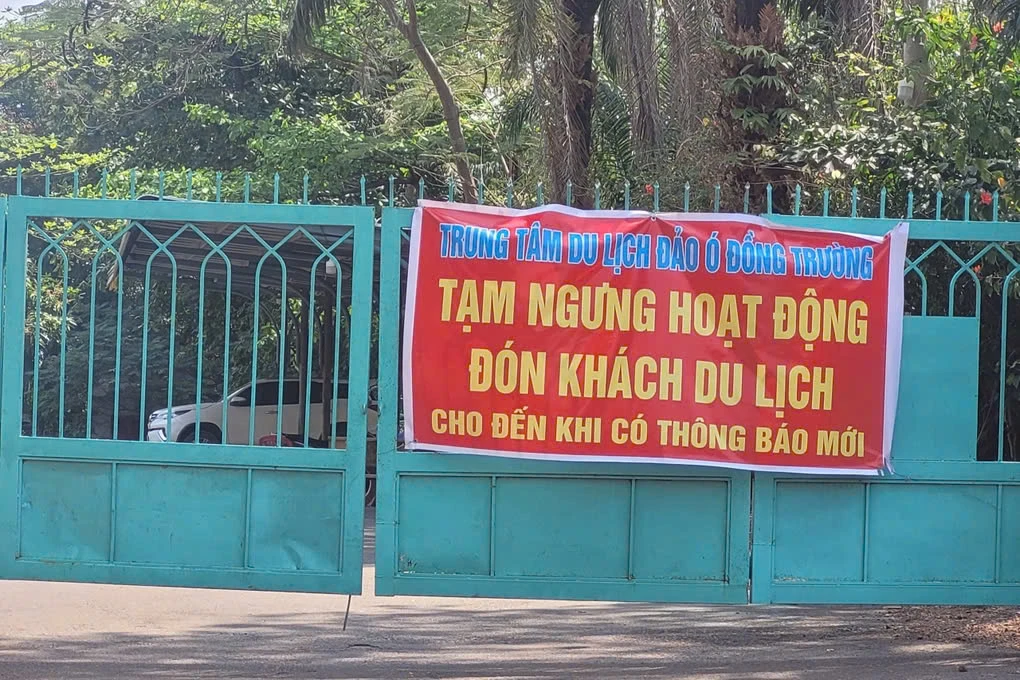 TRUNG TÂM DU LỊCH ĐẢO Ó ĐỒNG TRƯỜNG
TẠM NGƯNG HOẠT ĐỘNG
ĐÓN KHÁCH DU LỊCH
CHO ĐẾN KHI CÓ THÔNG BÁO MỚI